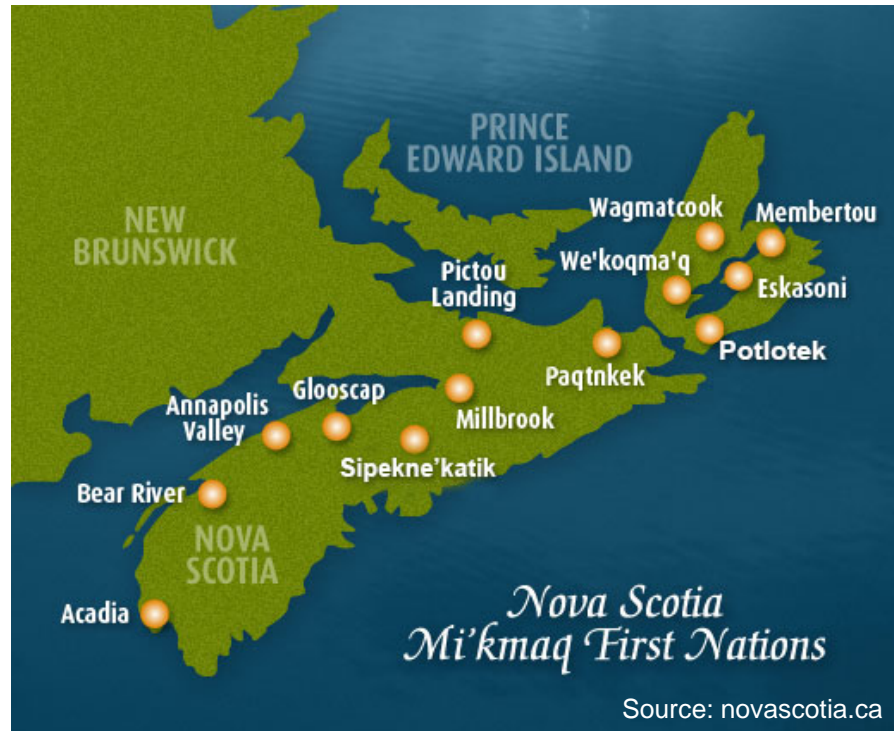 PRINCE
EDWARD ISLAND
NEW
BRUNSWICK
Wagmatcook
Membertou
We'koqma'q
Eskasoni
Pictou
Landing
Potlotek
Paqtnkek
Glooscap
Millbrook
Annapolis
Valley
Sipekne’katik
Bear River
NOVA
SCOTIA
Acadia
Nova Scotia
Mi’kmaq First Nations
Source: novascotia.ca